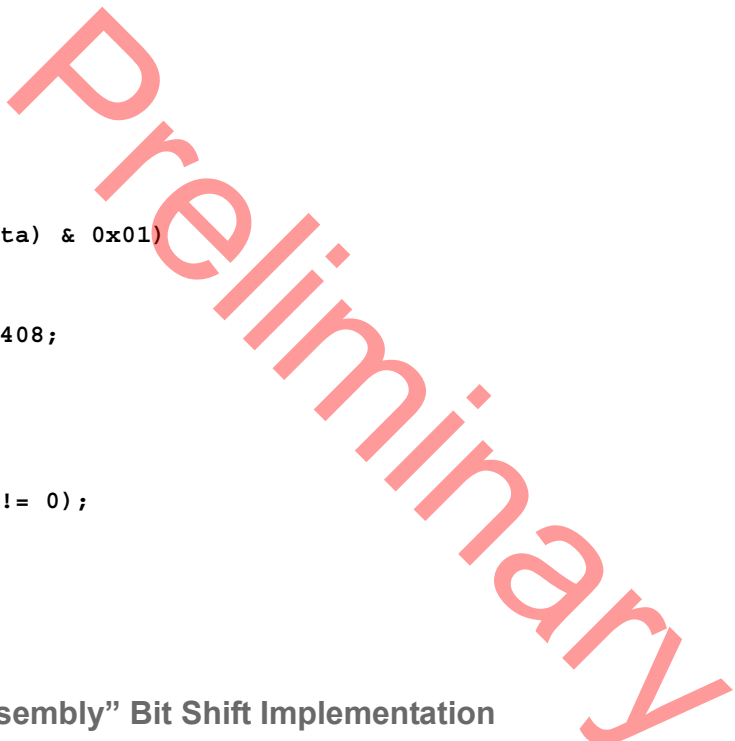 Preliminary
ta) & 0x01)
408;
!= 0);
sembly” Bit Shift Implementation